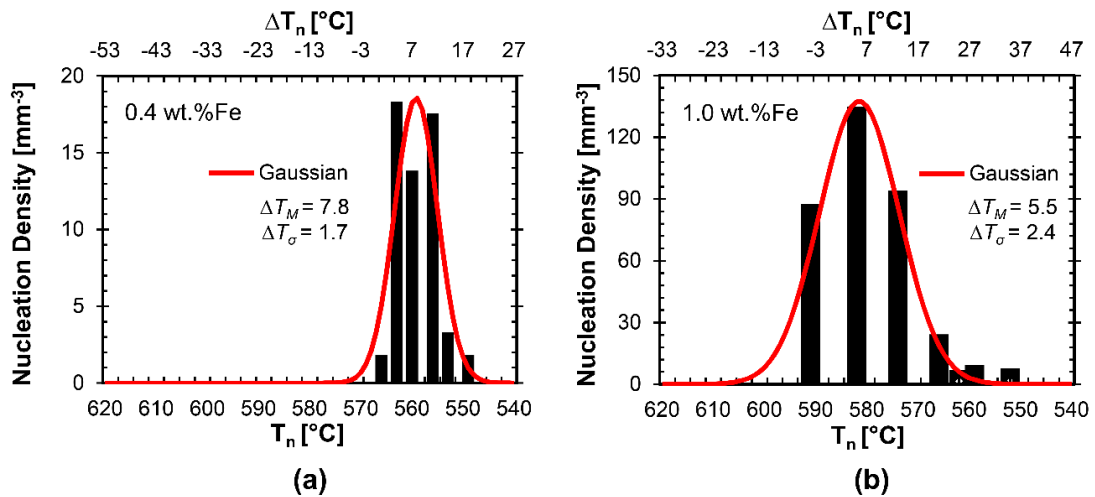 ΔTn [°C]
-53 -43 -33 -23 -13 -3 7 17 27
20
15
10
5
0
Nucleation Density [mm-3]
0.4 wt.%Fe
Gaussian
ΔTM = 7.8
ΔTσ = 1.7
620 610 600 590 580 570 560 550 540
Tn [°C]
(a)
ΔTn [°C]
-33 -23 -13 -3 7 17 27 37 47
150
120
90
60
30
0
Nucleation Density [mm-3]
1.0 wt.%Fe
Gaussian
ΔTM = 5.5
ΔTσ = 2.4
620 610 600 590 580 570 560 550 540
Tn [°C]
(b)